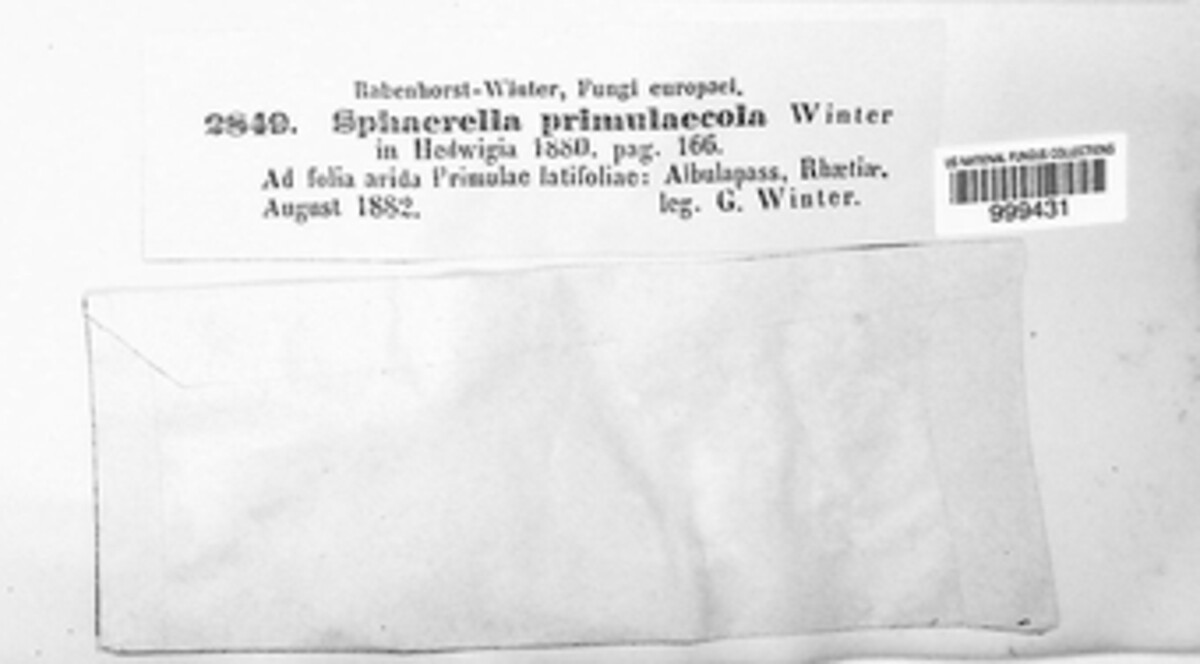 Rabenhorst-Winter, Fungi europaei.
2849. Sphaerella primulaecola Winter
in Hedwigia 1880, pag. 166.
Ad folia arida Primulae latifoliae: Albulapass, Rhætiæ.
August 1882. leg. G. Winter.
US NATIONAL FUNGUS COLLECTIONS
999431